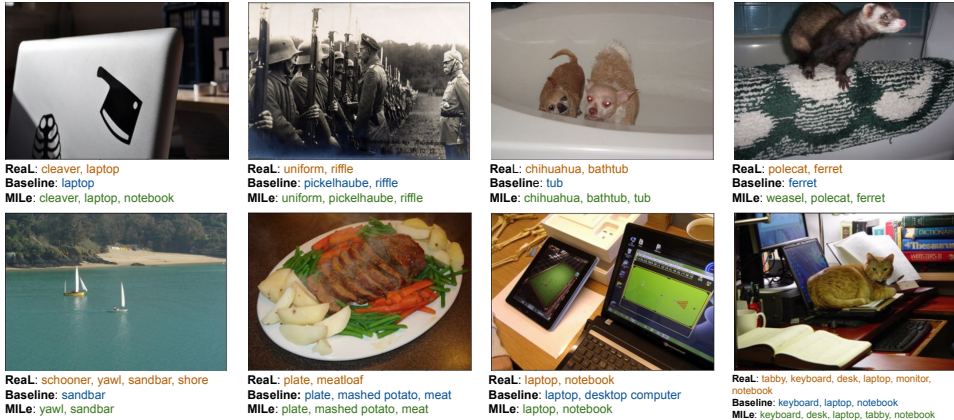 ReaL: cleaver, laptop
Baseline: laptop
MILe: cleaver, laptop, notebook
ReaL: uniform, riffle
Baseline: pickelhaube, riffle
MILe: uniform, pickelhaube, riffle
ReaL: chihuahua, bathtub
Baseline: tub
MILe: chihuahua, bathtub, tub
ReaL: polecat, ferret
Baseline: ferret
MILe: weasel, polecat, ferret
DICTIONARY
Thesaurus
WEBSTER'S II
ReaL: schooner, yawl, sandbar, shore
Baseline: sandbar
MILe: yawl, sandbar
ReaL: plate, meatloaf
Baseline: plate, mashed potato, meat
MILe: plate, mashed potato, meat
ReaL: laptop, notebook
Baseline: laptop, desktop computer
MILe: laptop, notebook
ReaL: tabby, keyboard, desk, laptop, monitor,
notebook
Baseline: keyboard, laptop, notebook
MILe: keyboard, desk, laptop, tabby, notebook